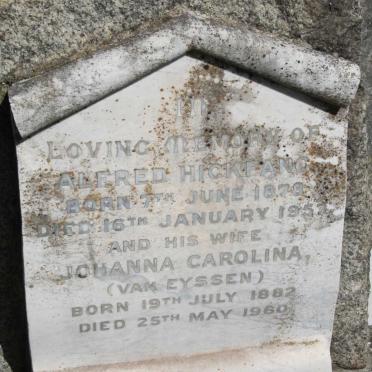 LOVING MEMORY OF
ALFRED
BORN 7TH JUNE 1879
DIED 16TH JANUARY
AND HIS WIFE
JOHANNA CAROLINA,
(VAN EYSSEN)
BORN 19TH JULY 1882
DIED 25TH MAY 1960